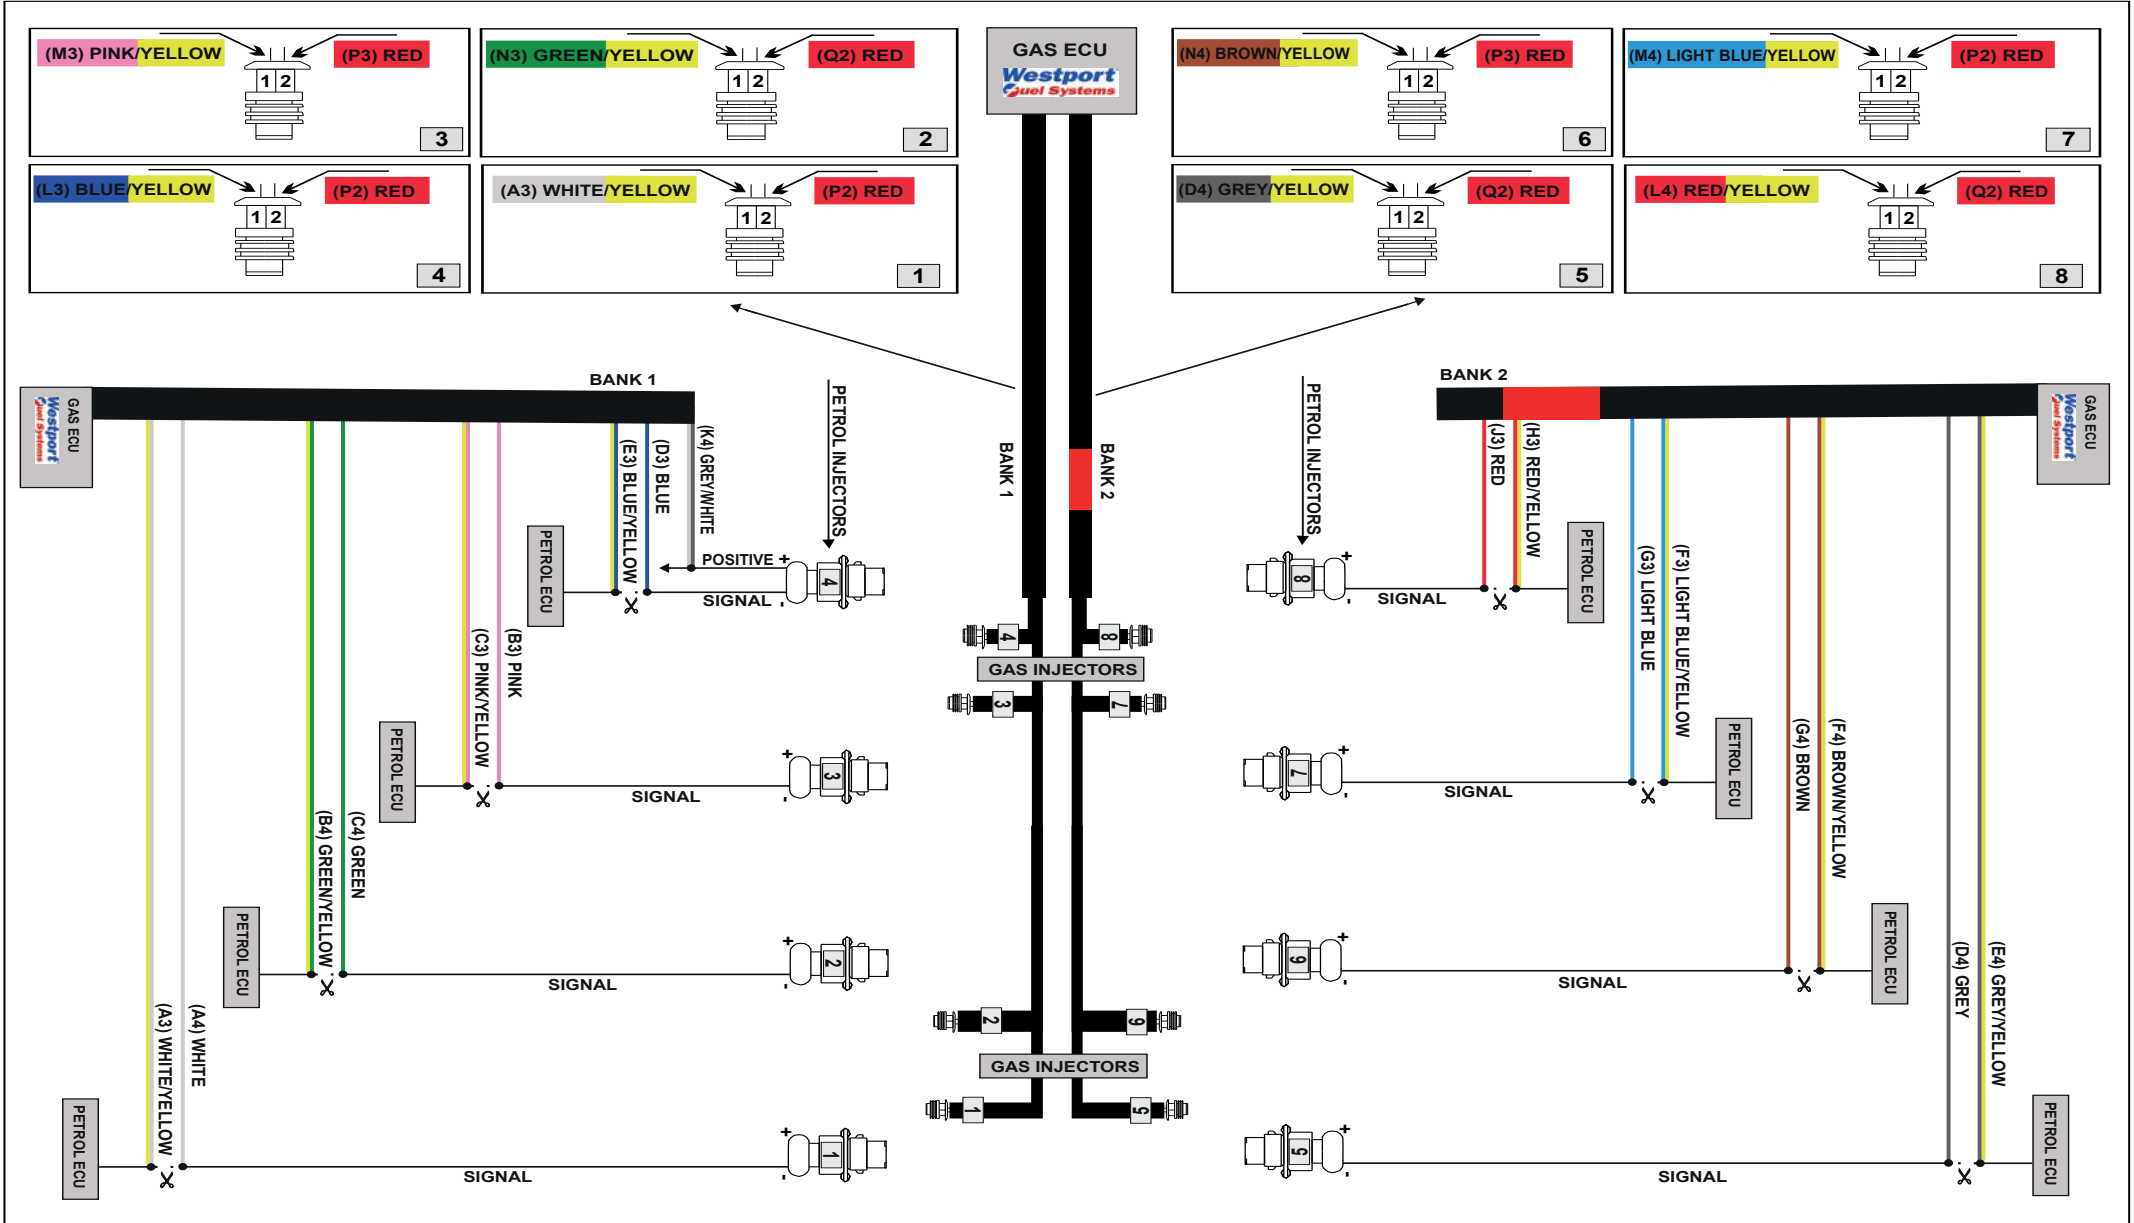 (M3) PINK/YELLOW
(P3) RED
1 2
3
(N3) GREEN/YELLOW
(Q2) RED
1 2
2
(L3) BLUE/YELLOW
(P2) RED
1 2
4
(A3) WHITE/YELLOW
(P2) RED
1 2
1
GAS ECU
Westport
Fuel Systems
(N4) BROWN/YELLOW
(P3) RED
1 2
6
(M4) LIGHT BLUE/YELLOW
(P2) RED
1 2
7
(D4) GREY/YELLOW
(Q2) RED
1 2
5
(L4) RED/YELLOW
(Q2) RED
1 2
8
BANK 1
GAS ECU
Westport
Fuel Systems
(K4) GREY/WHITE
(D3) BLUE
(E3) BLUE/YELLOW
PETROL INJECTORS
PETROL ECU
POSITIVE
+
4
-
SIGNAL
(B3) PINK
(C3) PINK/YELLOW
PETROL ECU
SIGNAL
+
3
-
(C4) GREEN
(B4) GREEN/YELLOW
PETROL ECU
SIGNAL
+
2
-
(A4) WHITE
(A3) WHITE/YELLOW
PETROL ECU
SIGNAL
+
1
-
BANK 1
BANK 2
4
8
GAS INJECTORS
3
7
2
6
GAS INJECTORS
1
5
BANK 2
GAS ECU
Westport
Fuel Systems
PETROL INJECTORS
(J3) RED
(H3) RED/YELLOW
PETROL ECU
8
+
-
SIGNAL
(G3) LIGHT BLUE
(F3) LIGHT BLUE/YELLOW
PETROL ECU
7
+
-
SIGNAL
(G4) BROWN
(F4) BROWN/YELLOW
PETROL ECU
6
+
-
SIGNAL
(D4) GREY
(E4) GREY/YELLOW
PETROL ECU
5
+
-
SIGNAL